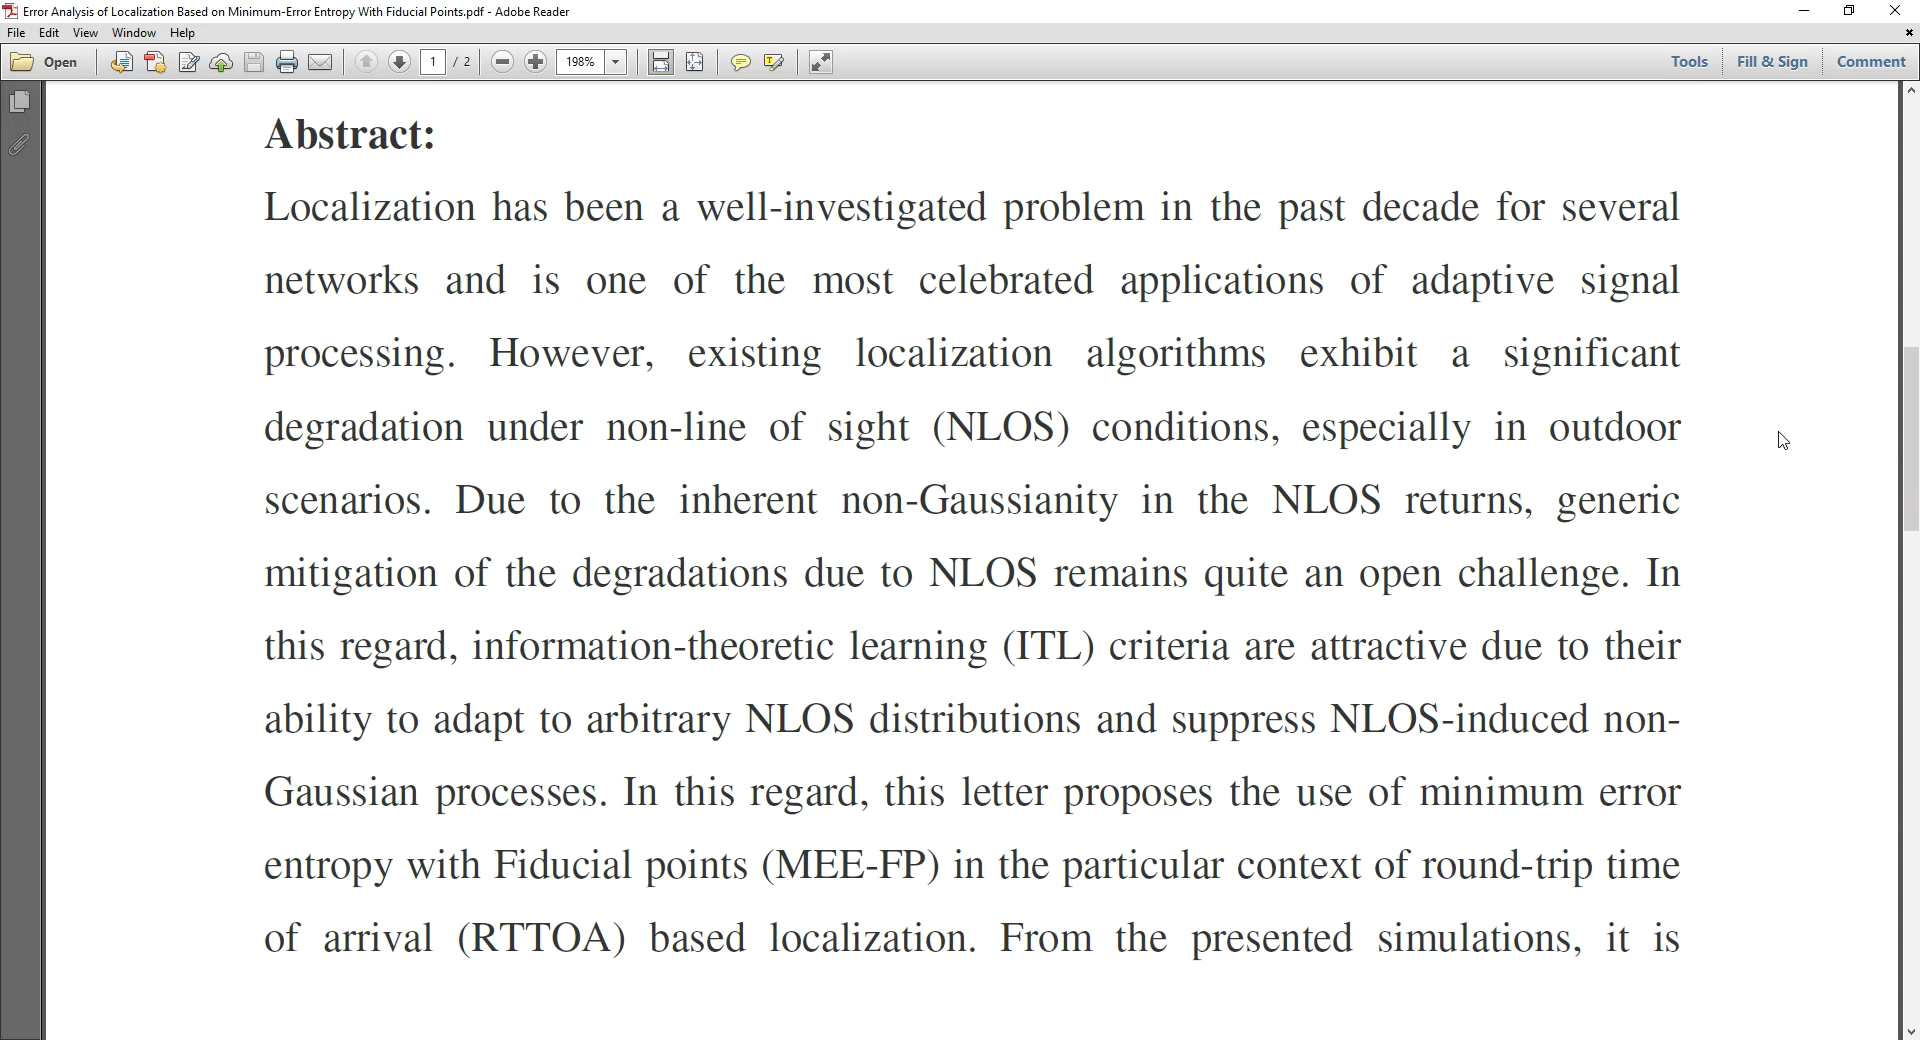 Error Analysis of Localization Based on Minimum-Error Entropy With Fiducial Points.pdf - Adobe Reader
File Edit View Window Help
Open 1 / 2 198% Tools Fill & Sign Comment
Abstract:
Localization has been a well-investigated problem in the past decade for several
networks and is one of the most celebrated applications of adaptive signal
processing. However, existing localization algorithms exhibit a significant
degradation under non-line of sight (NLOS) conditions, especially in outdoor
scenarios. Due to the inherent non-Gaussianity in the NLOS returns, generic
mitigation of the degradations due to NLOS remains quite an open challenge. In
this regard, information-theoretic learning (ITL) criteria are attractive due to their
ability to adapt to arbitrary NLOS distributions and suppress NLOS-induced non-
Gaussian processes. In this regard, this letter proposes the use of minimum error
entropy with Fiducial points (MEE-FP) in the particular context of round-trip time
of arrival (RTTOA) based localization. From the presented simulations, it is